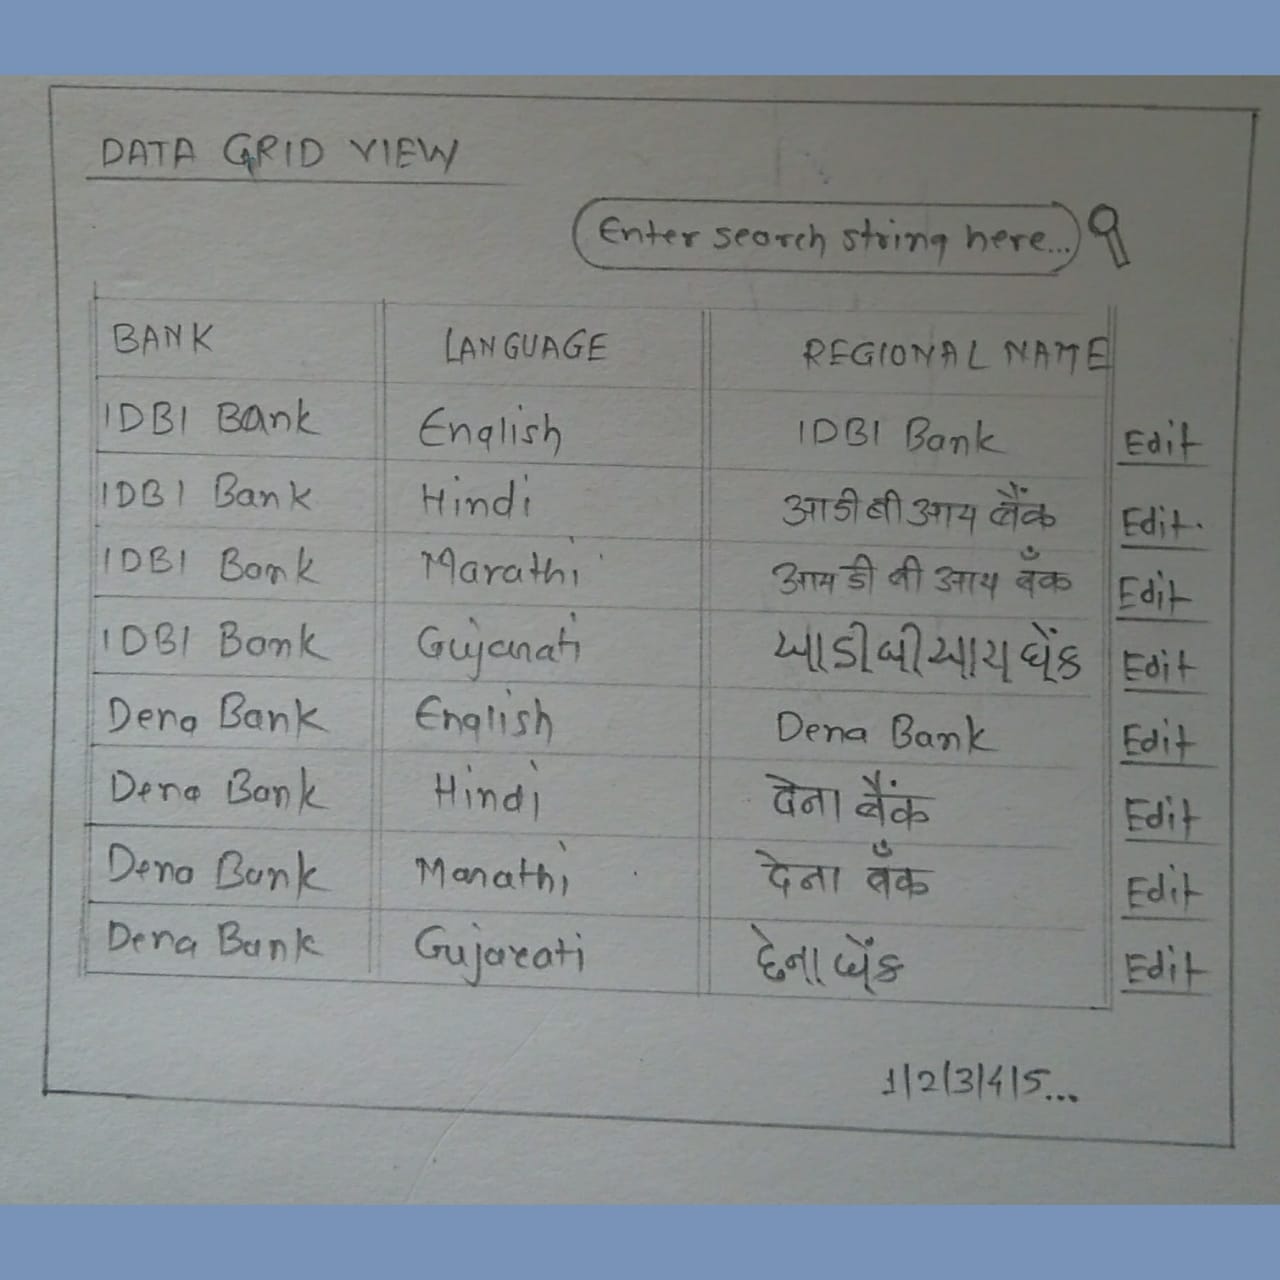 DATA GRID VIEW
Enter search string here...
BANK LANGUAGE REGIONAL NAME
IDBI Bank English IDBI Bank Edit
IDBI Bank Hindi आडीबीआय बैंक Edit.
IDBI Bank Marathi आय डी बी आय बँक Edit
IDBI Bank Gujarati આડીબીઆય બેંક Edit
Dena Bank English Dena Bank Edit
Dena Bank Hindi देना बैंक Edit
Dena Bank Marathi देना बँक Edit
Dena Bank Gujarati દેના બેંક Edit
1/2/3/4/5...